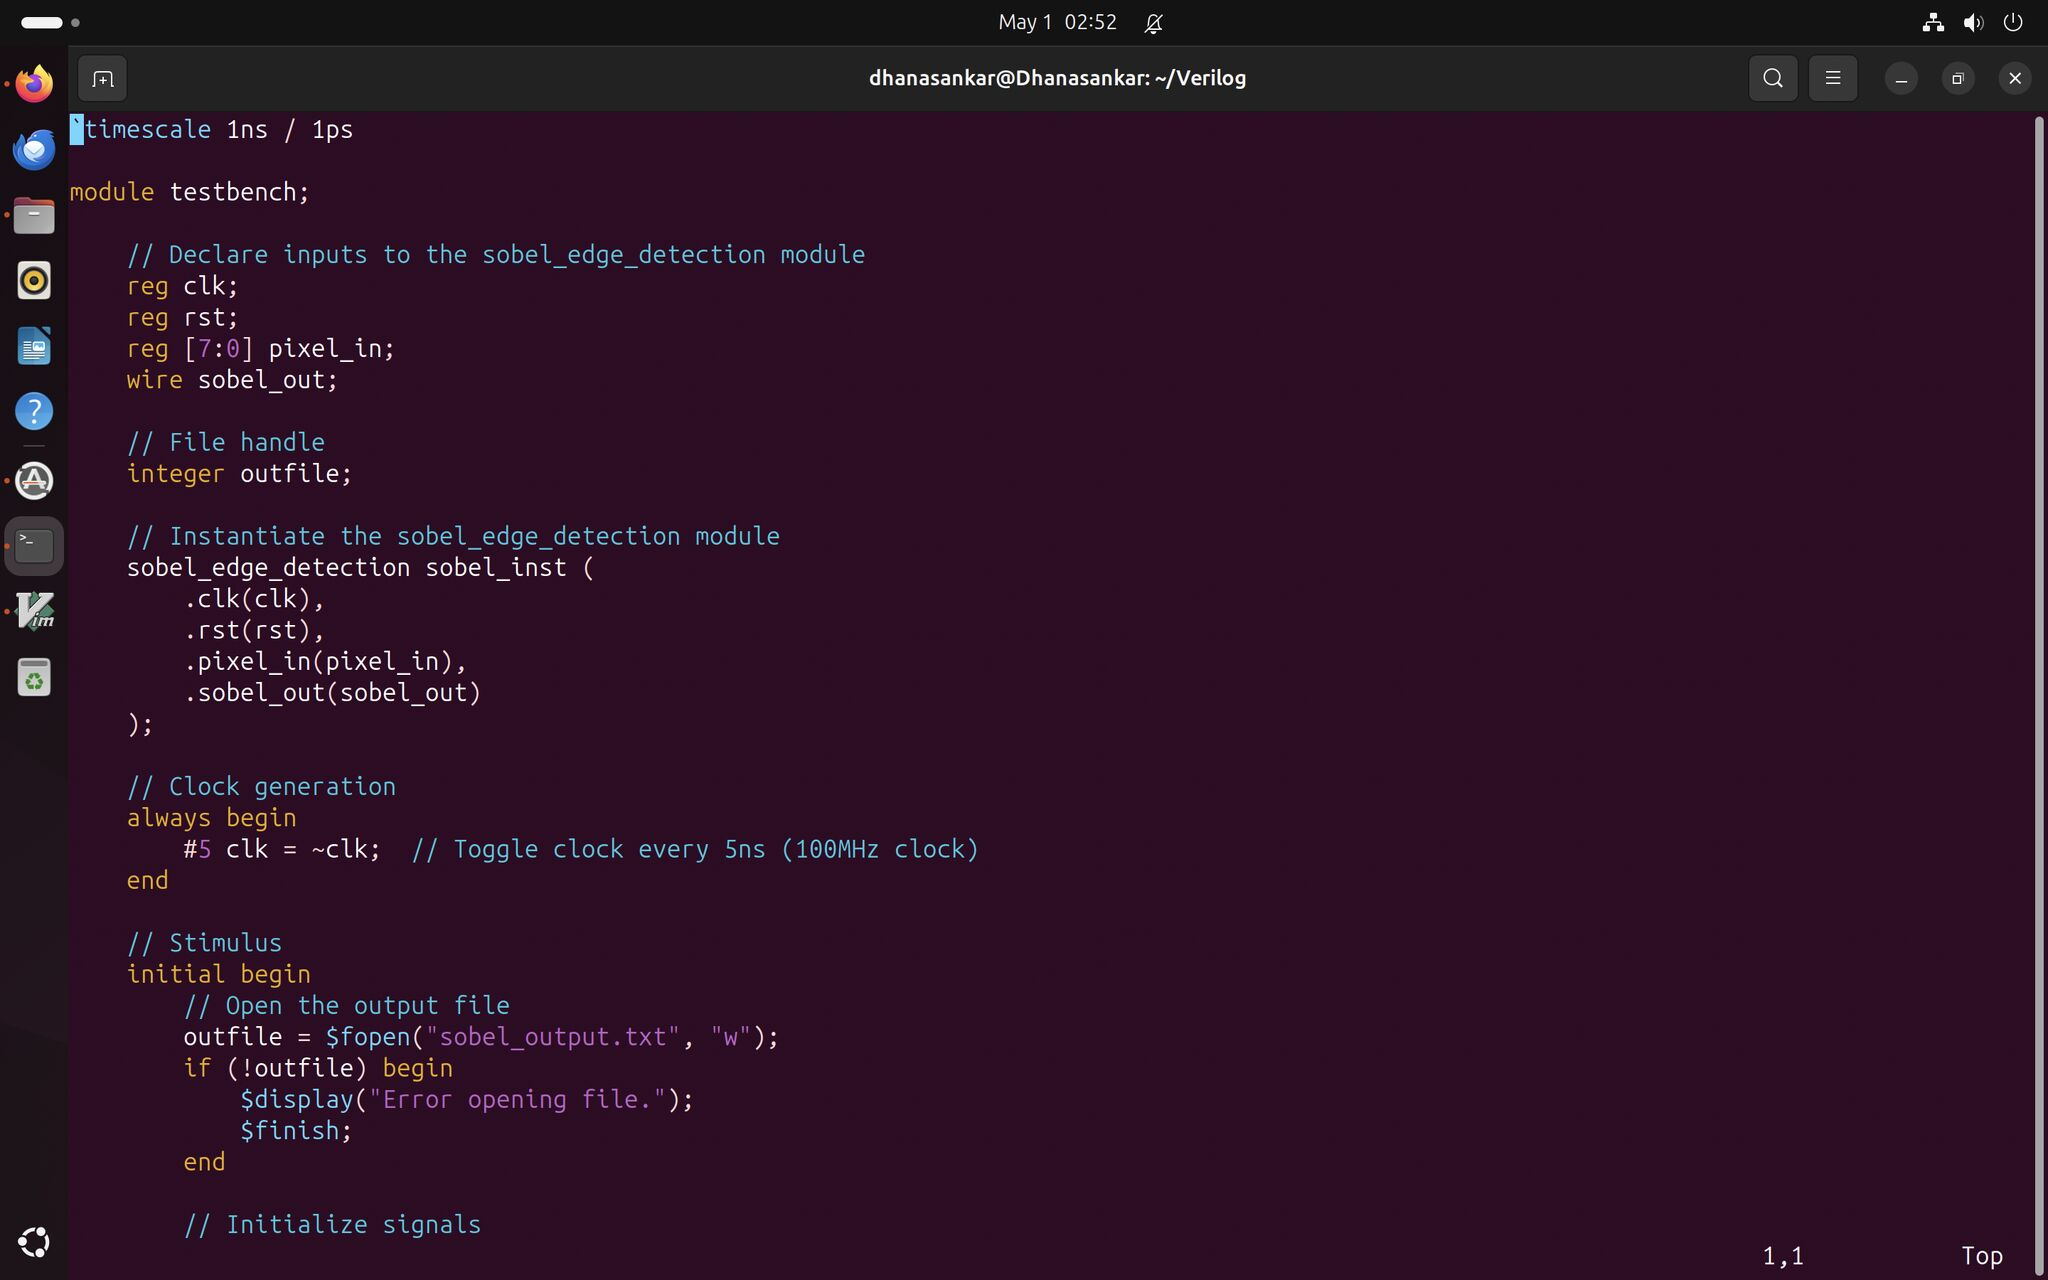 May 1 02:52
dhanasankar@Dhanasankar: ~/Verilog
`timescale 1ns / 1ps
module testbench;
// Declare inputs to the sobel_edge_detection module
reg clk;
reg rst;
reg [7:0] pixel_in;
wire sobel_out;
// File handle
integer outfile;
// Instantiate the sobel_edge_detection module
sobel_edge_detection sobel_inst (
.clk(clk),
.rst(rst),
.pixel_in(pixel_in),
.sobel_out(sobel_out)
);
// Clock generation
always begin
#5 clk = ~clk;  // Toggle clock every 5ns (100MHz clock)
end
// Stimulus
initial begin
// Open the output file
outfile = $fopen("sobel_output.txt", "w");
if (!outfile) begin
$display("Error opening file.");
$finish;
end
// Initialize signals
1,1 Top